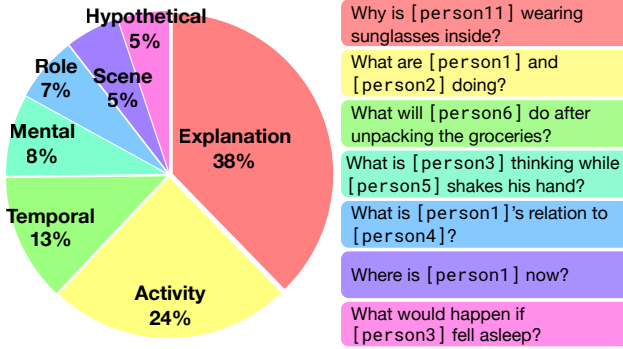 Hypothetical
5%
Role
7%
Scene
5%
Mental
8%
Explanation
38%
Temporal
13%
Activity
24%
Why is [person11] wearing
sunglasses inside?
What are [person1] and
[person2] doing?
What will [person6] do after
unpacking the groceries?
What is [person3] thinking while
[person5] shakes his hand?
What is [person1]'s relation to
[person4]?
Where is [person1] now?
What would happen if
[person3] fell asleep?